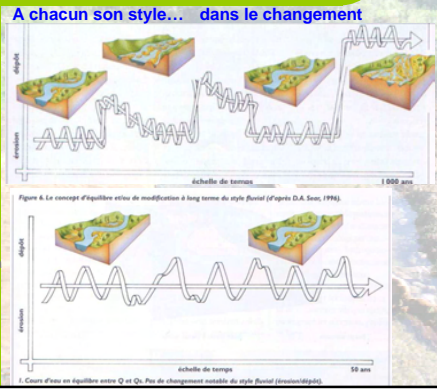 A chacun son style... dans le changement
dépôt
érosion
échelle de temps
1 000 ans
Figure 6. Le concept d'équilibre et/ou de modification à long terme du style fluvial (d'après D.A. Sear, 1996).
dépôt
érosion
échelle de temps
50 ans
1. Cours d'eau en équilibre entre Q et Qs. Pas de changement notable du style fluvial (érosion/dépôt).